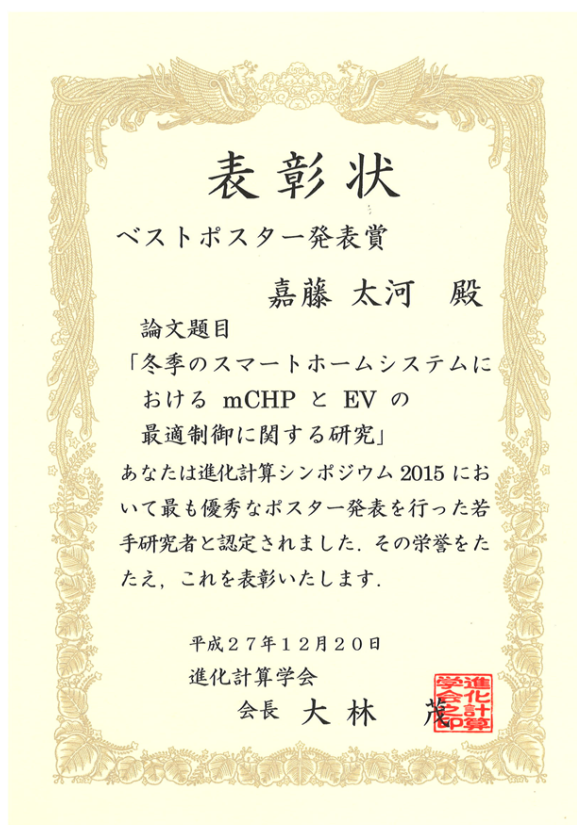 表彰状
ベストポスター発表賞
嘉藤 太河 殿
論文題目
「冬季のスマートホームシステムに
おける mCHP と EV の
最適制御に関する研究」
あなたは進化計算シンポジウム 2015 にお
いて最も優秀なポスター発表を行った若
手研究者と認定されました．その栄誉をた
たえ，これを表彰いたします．
平成２７年１２月２０日
進化計算学会
会長 大林 茂
進化計算
学会之印